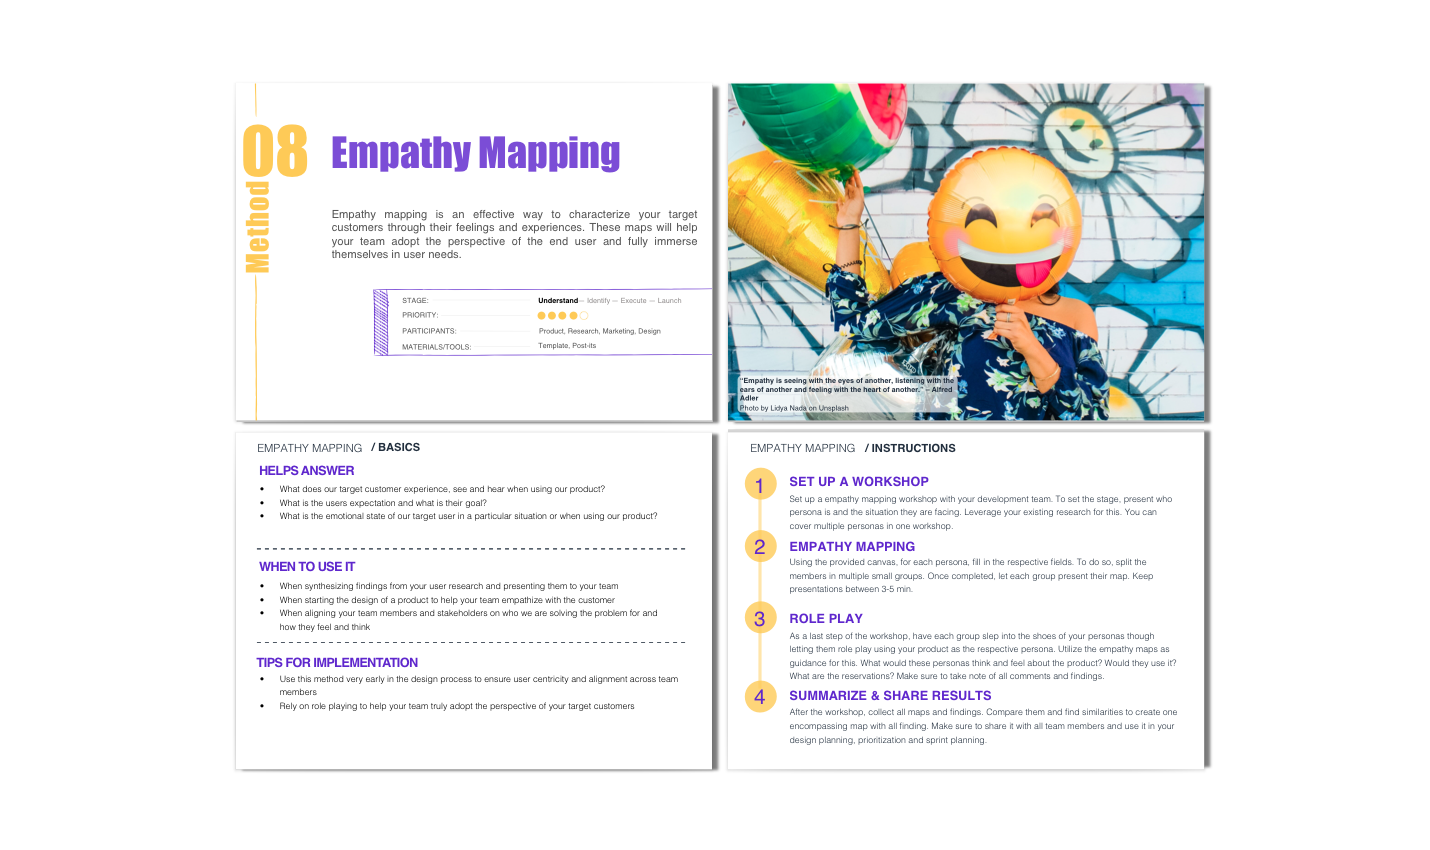 08
Method
Empathy Mapping
Empathy mapping is an effective way to characterize your target
customers through their feelings and experiences. These maps will help
your team adopt the perspective of the end user and fully immerse
themselves in user needs.
STAGE: Understand — Identify — Execute — Launch
PRIORITY:
PARTICIPANTS: Product, Research, Marketing, Design
MATERIALS/TOOLS: Template, Post-its
"Empathy is seeing with the eyes of another, listening with the
ears of another and feeling with the heart of another." – Alfred
Adler
Photo by Lidya Nada on Unsplash
EMPATHY MAPPING / BASICS
HELPS ANSWER
• What does our target customer experience, see and hear when using our product?
• What is the users expectation and what is their goal?
• What is the emotional state of our target user in a particular situation or when using our product?
WHEN TO USE IT
• When synthesizing findings from your user research and presenting them to your team
• When starting the design of a product to help your team empathize with the customer
• When aligning your team members and stakeholders on who we are solving the problem for and
how they feel and think
TIPS FOR IMPLEMENTATION
• Use this method very early in the design process to ensure user centricity and alignment across team
members
• Rely on role playing to help your team truly adopt the perspective of your target customers
EMPATHY MAPPING / INSTRUCTIONS
1 SET UP A WORKSHOP
Set up a empathy mapping workshop with your development team. To set the stage, present who
persona is and the situation they are facing. Leverage your existing research for this. You can
cover multiple personas in one workshop.
2 EMPATHY MAPPING
Using the provided canvas, for each persona, fill in the respective fields. To do so, split the
members in multiple small groups. Once completed, let each group present their map. Keep
presentations between 3-5 min.
3 ROLE PLAY
As a last step of the workshop, have each group slep into the shoes of your personas though
letting them role play using your product as the respective persona. Utilize the empathy maps as
guidance for this. What would these personas think and feel about the product? Would they use it?
What are the reservations? Make sure to take note of all comments and findings.
4 SUMMARIZE & SHARE RESULTS
After the workshop, collect all maps and findings. Compare them and find similarities to create one
encompassing map with all finding. Make sure to share it with all team members and use it in your
design planning, prioritization and sprint planning.